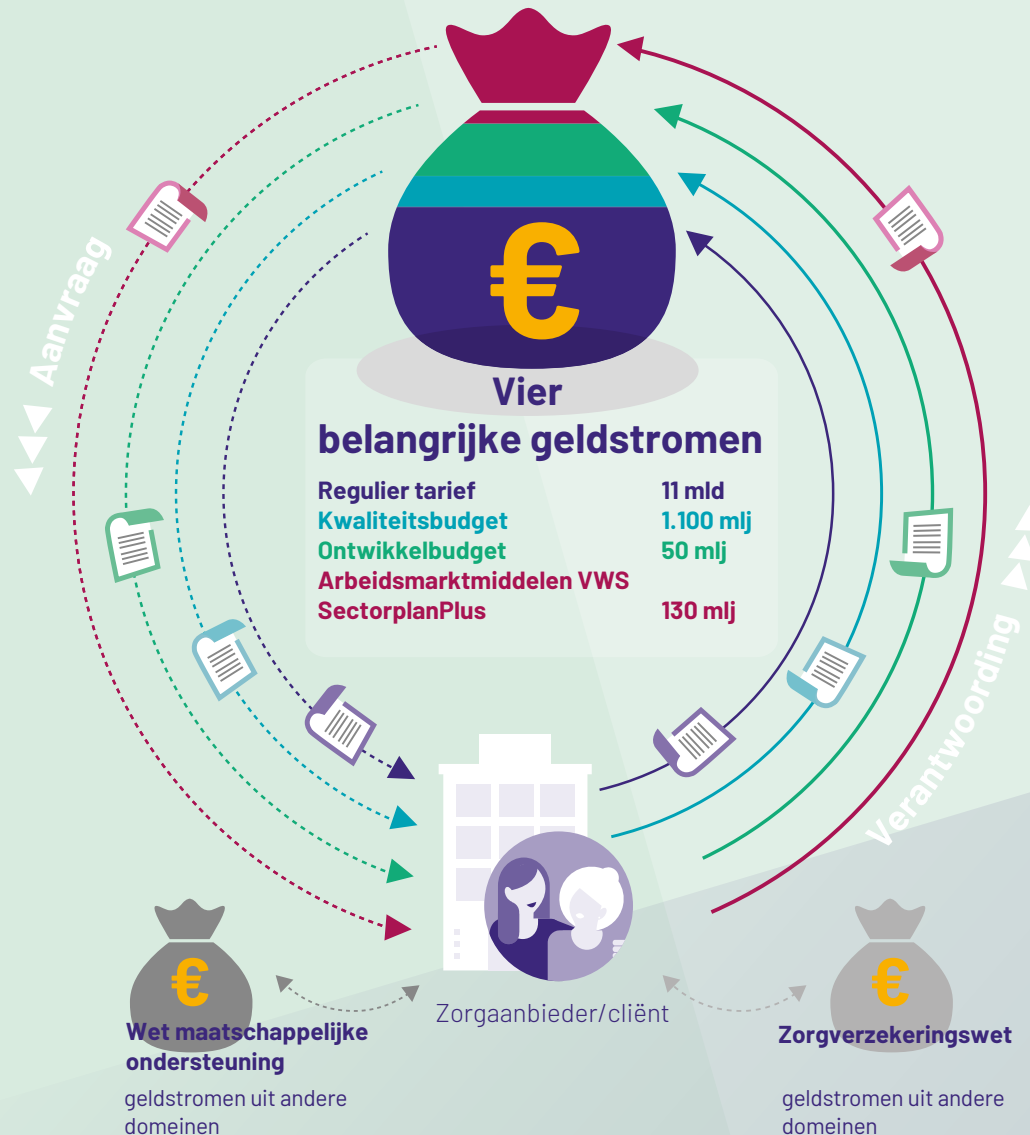 €
Aanvraag
Vier
belangrijke geldstromen
Regulier tarief 11 mld
Kwaliteitsbudget 1.100 mlj
Ontwikkelbudget 50 mlj
Arbeidsmarktmiddelen VWS
SectorplanPlus 130 mlj
Verantwoording
€
Wet maatschappelijke
ondersteuning
geldstromen uit andere
domeinen
Zorgaanbieder/cliënt
€
Zorgverzekeringswet
geldstromen uit andere
domeinen